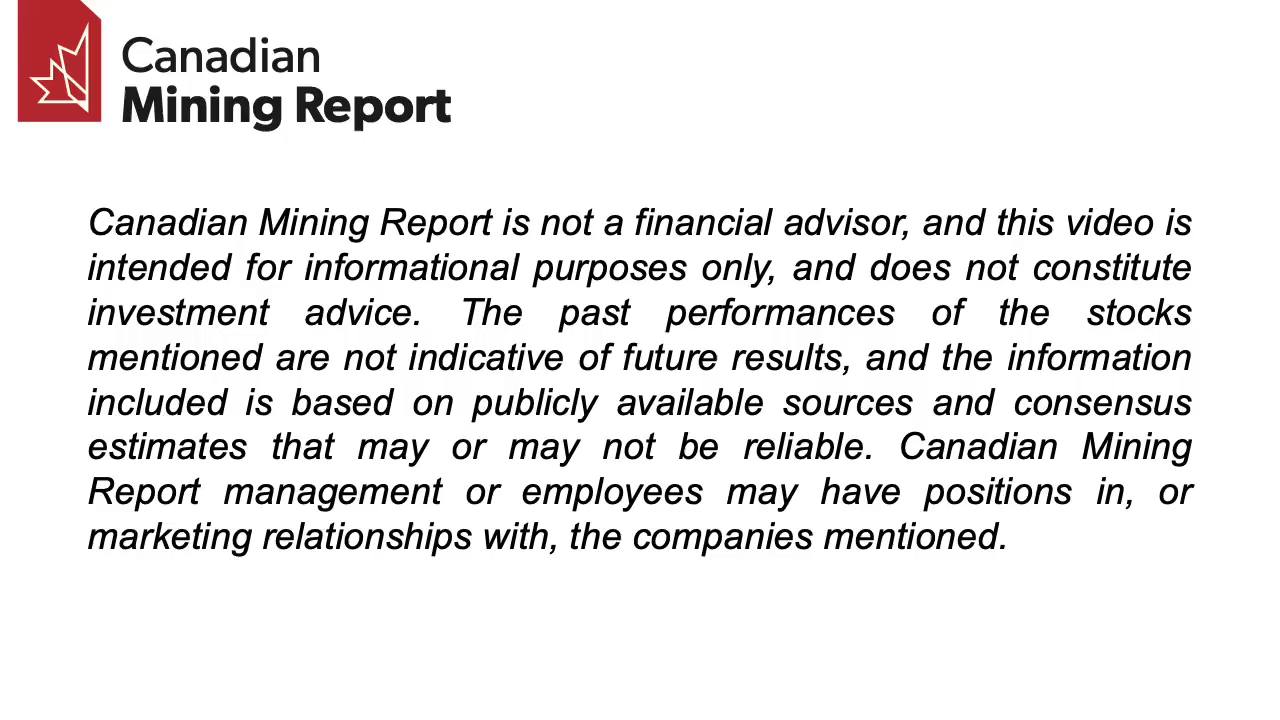 Canadian
Mining Report
Canadian Mining Report is not a financial advisor, and this video is
intended for informational purposes only, and does not constitute
investment advice. The past performances of the stocks
mentioned are not indicative of future results, and the information
included is based on publicly available sources and consensus
estimates that may or may not be reliable. Canadian Mining
Report management or employees may have positions in, or
marketing relationships with, the companies mentioned.